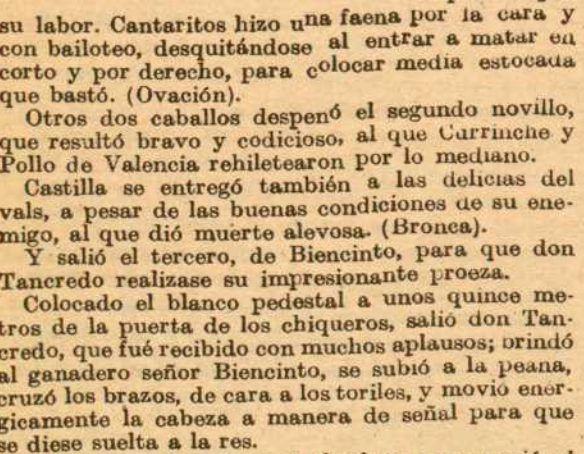 su labor. Cantaritos hizo una faena por la cara y
con bailoteo, desquitándose al entrar a matar en
corto y por derecho, para colocar media estocada
que bastó. (Ovación).
Otros dos caballos despenó el segundo novillo,
que resultó bravo y codicioso, al que Currinche y
Pollo de Valencia rehiletearon por lo mediano.
Castilla se entregó también a las delicias del
vals, a pesar de las buenas condiciones de su ene-
migo, al que dió muerte alevosa. (Bronca).
Y salió el tercero, de Biencinto, para que don
Tancredo realizase su impresionante proeza.
Colocado el blanco pedestal a unos quince me-
tros de la puerta de los chiqueros, salió don Tan-
credo, que fué recibido con muchos aplausos; brindó
al ganadero señor Biencinto, se subió a la peana,
cruzó los brazos, de cara a los toriles, y movió enér-
gicamente la cabeza a manera de señal para que
se diese suelta a la res.